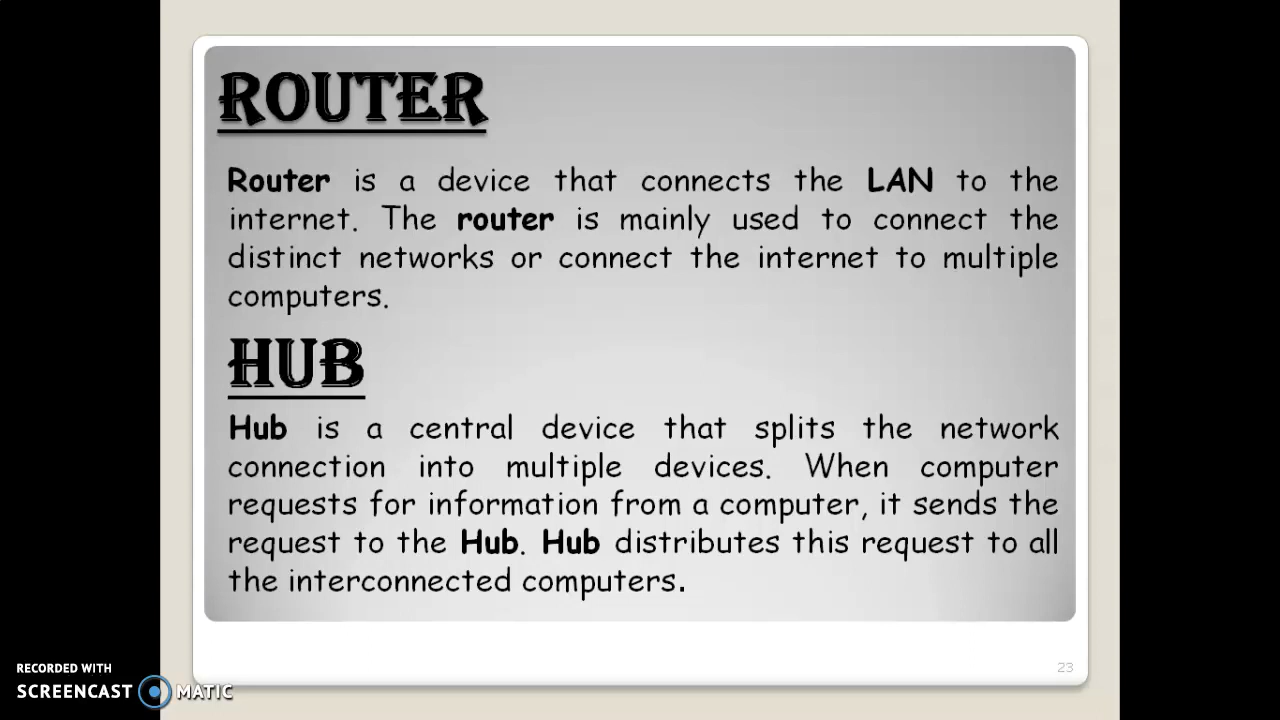 ROUTER
Router is a device that connects the LAN to the
internet. The router is mainly used to connect the
distinct networks or connect the internet to multiple
computers.
HUB
Hub is a central device that splits the network
connection into multiple devices. When computer
requests for information from a computer, it sends the
request to the Hub. Hub distributes this request to all
the interconnected computers.
23
RECORDED WITH
SCREENCAST MATIC